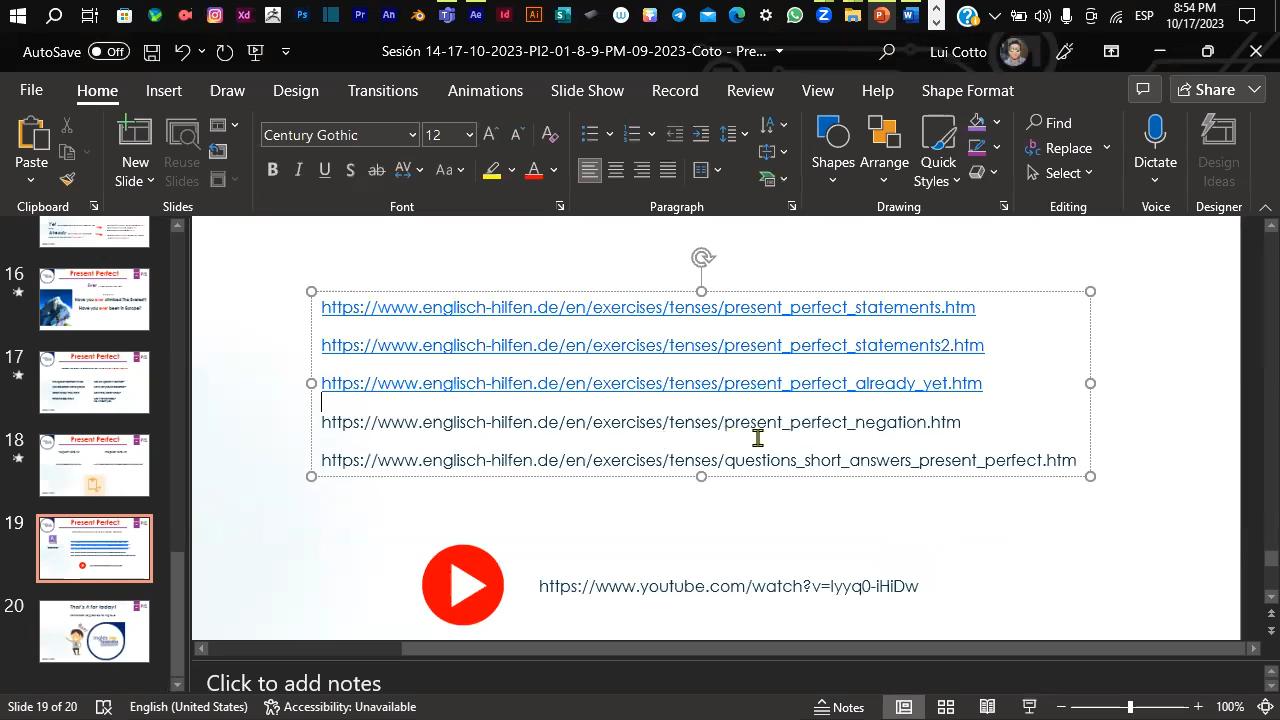 8:54 PM
ESP
10/17/2023
AutoSave Off
Sesión 14-17-10-2023-PI2-01-8-9-PM-09-2023-Coto - Pre...
Lui Cotto
File Home Insert Draw Design Transitions Animations Slide Show Record Review View Help Acrobat Shape Format Share
Century Gothic 12
Paste
New Slide
Reuse Slides
Shapes Arrange Quick Styles
Find
Replace
Select
Dictate
Design Ideas
Clipboard Slides Font Paragraph Drawing Editing Voice Designer
16
Present Perfect
Ever
Have you ever climbed The Everest?
Have you ever been in Europe?
17
Present Perfect
18
Present Perfect
19
Present Perfect
20
That's it for today!
https://www.englisch-hilfen.de/en/exercises/tenses/present_perfect_statements.htm
https://www.englisch-hilfen.de/en/exercises/tenses/present_perfect_statements2.htm
https://www.englisch-hilfen.de/en/exercises/tenses/present_perfect_already_yet.htm
https://www.englisch-hilfen.de/en/exercises/tenses/present_perfect_negation.htm
https://www.englisch-hilfen.de/en/exercises/tenses/questions_short_answers_present_perfect.htm
https://www.youtube.com/watch?v=lyyq0-iHiDw
Click to add notes
Slide 19 of 20 English (United States) Accessibility: Unavailable Notes 100%